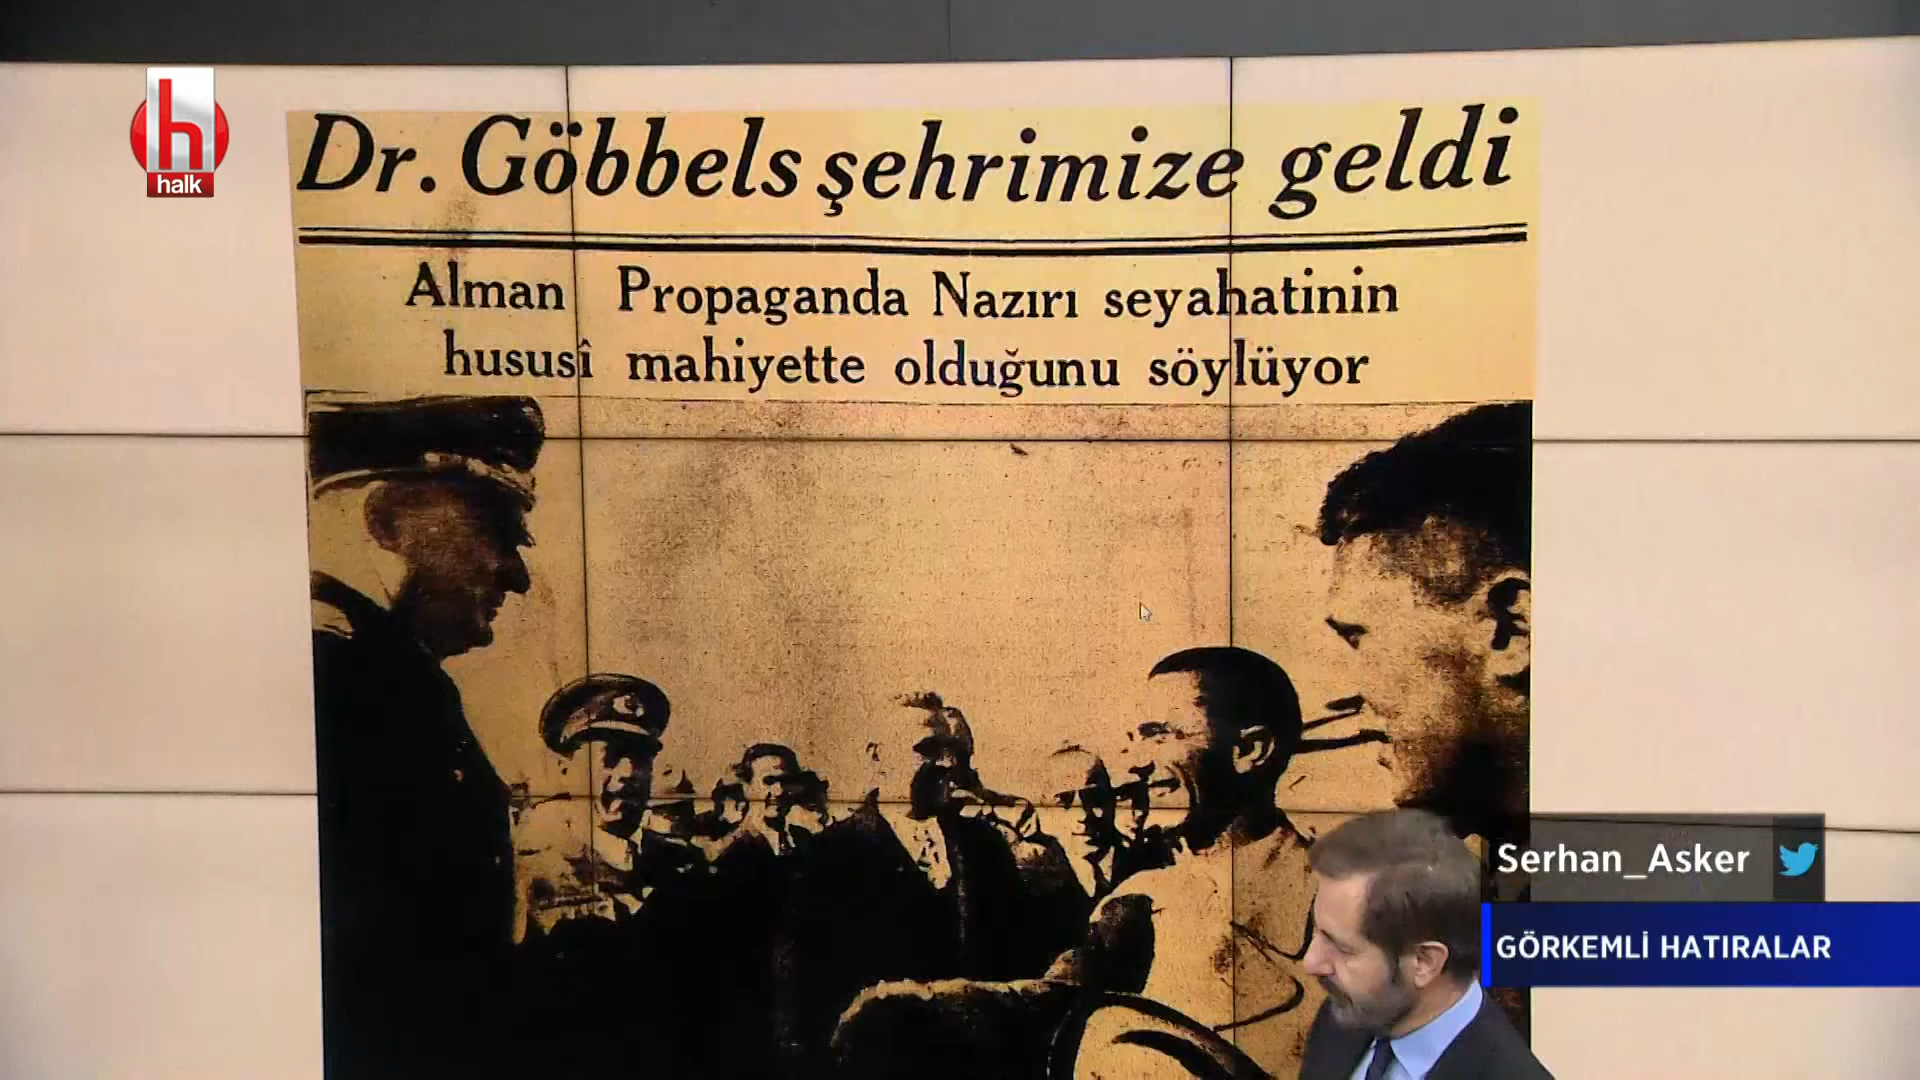 h
halk
Dr. Göbbels şehrimize geldi
Alman Propaganda Nazırı seyahatinin
hususî mahiyette olduğunu söylüyor
Serhan_Asker
GÖRKEMLİ HATIRALAR